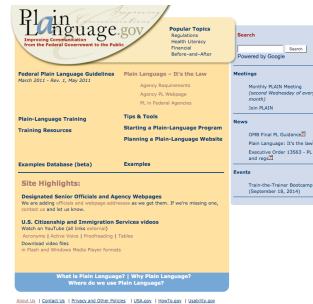 Plain
Language.gov
Improving Communication
from the Federal Government to the Public
Popular Topics
Regulations
Health Literacy
Financial
Before-and-After
Search
Search
Powered by Google
Federal Plain Language Guidelines
March 2011 - Rev. 1, May 2011
Plain Language - It's the Law
Agency Requirements
Agency PL Webpage
PL in Federal Agencies
Plain-Language Training
Training Resources
Tips & Tools
Starting a Plain-Language Program
Planning a Plain-Language Website
Examples Database (beta)
Examples
Meetings
Monthly PLAIN Meeting
(second Wednesday of every
month)
Join PLAIN
News
OMB Final PL Guidance
Plain Language: It's the law
Executive Order 13563 - PL
and regs
Events
Train-the-Trainer Bootcamp
(September 18, 2014)
Site Highlights:
Designated Senior Officials and Agency Webpages
We are adding officials and webpage addresses as we get them. If we're missing one,
contact us and let us know.
U.S. Citizenship and Immigration Services videos
Watch on YouTube (all links external)
Acronyms | Active Voice | Proofreading | Tables
Download video files
in Flash and Windows Media Player formats
What is Plain Language? | Why Plain Language?
Where do we use Plain Language?
About Us | Contact Us | Privacy and Other Policies | USA.gov | HowTo.gov | Usability.gov